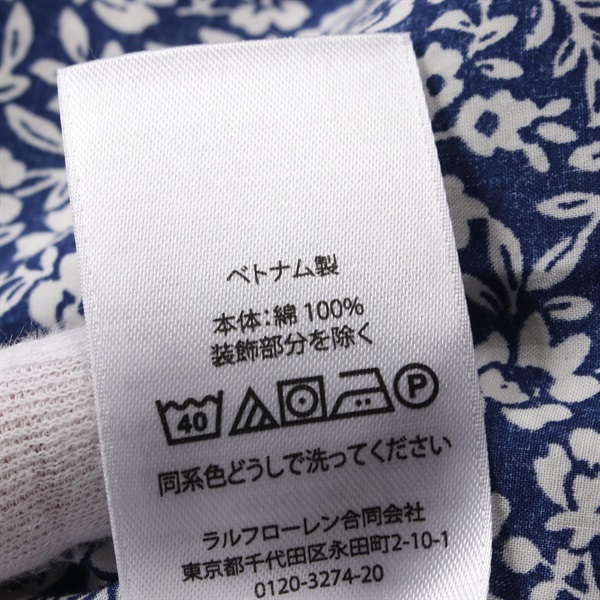 ベトナム製
本体：綿 100%
装飾部分を除く
40 P
同系色どうしで洗ってください
ラルフローレン合同会社
東京都千代田区永田町2-10-1
0120-3274-20